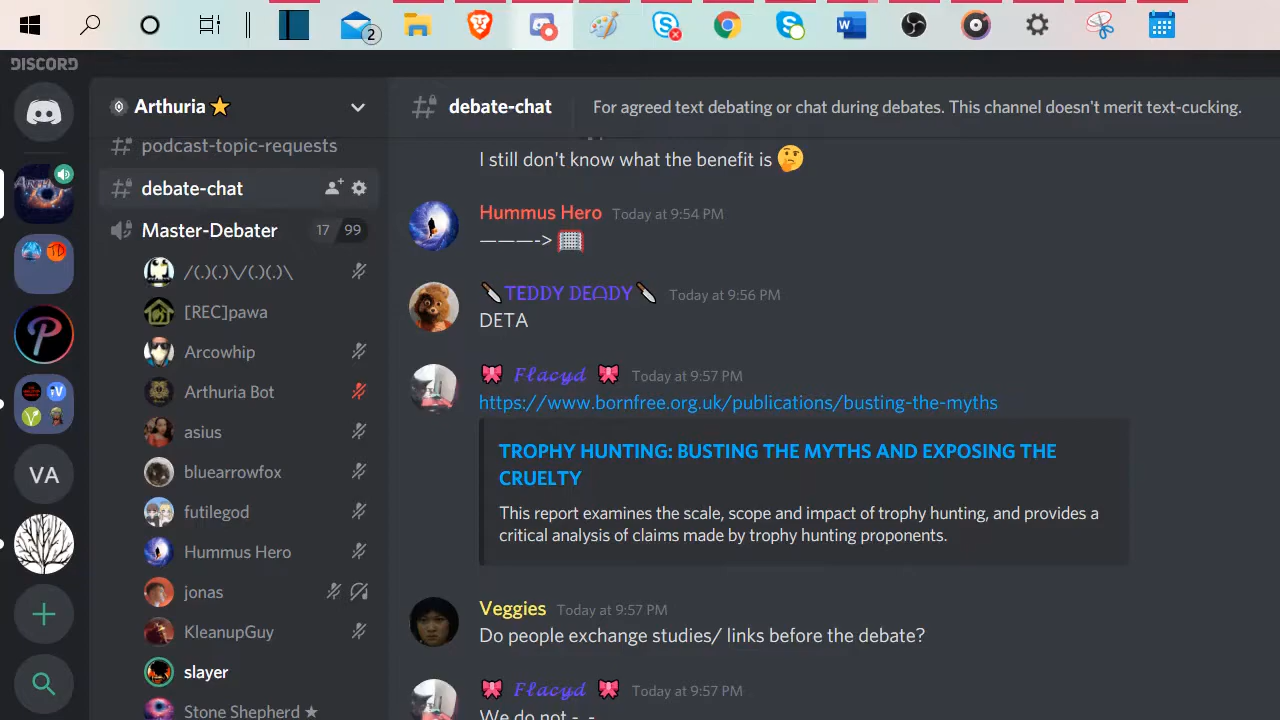 2
DISCORD
Arthuria
debate-chat
For agreed text debating or chat during debates. This channel doesn't merit text-cucking.
podcast-topic-requests
debate-chat
Master-Debater 17 99
/(.)(.)\/(.)(.)\
[REC]pawa
Arcowhip
Arthuria Bot
asius
bluearrowfox
futilegod
Hummus Hero
jonas
KleanupGuy
slayer
Stone Shepherd ★
VA
I still don't know what the benefit is 🤔
Hummus Hero Today at 9:54 PM
————->
🔪TEDDY DEᗩDY🔪 Today at 9:56 PM
DETA
🎀 𝓕𝓵𝓪𝓬𝔂𝓭 🎀 Today at 9:57 PM
https://www.bornfree.org.uk/publications/busting-the-myths
TROPHY HUNTING: BUSTING THE MYTHS AND EXPOSING THE
CRUELTY
This report examines the scale, scope and impact of trophy hunting, and provides a
critical analysis of claims made by trophy hunting proponents.
Veggies Today at 9:57 PM
Do people exchange studies/ links before the debate?
🎀 𝓕𝓵𝓪𝓬𝔂𝓭 🎀 Today at 9:57 PM
We do not -_-